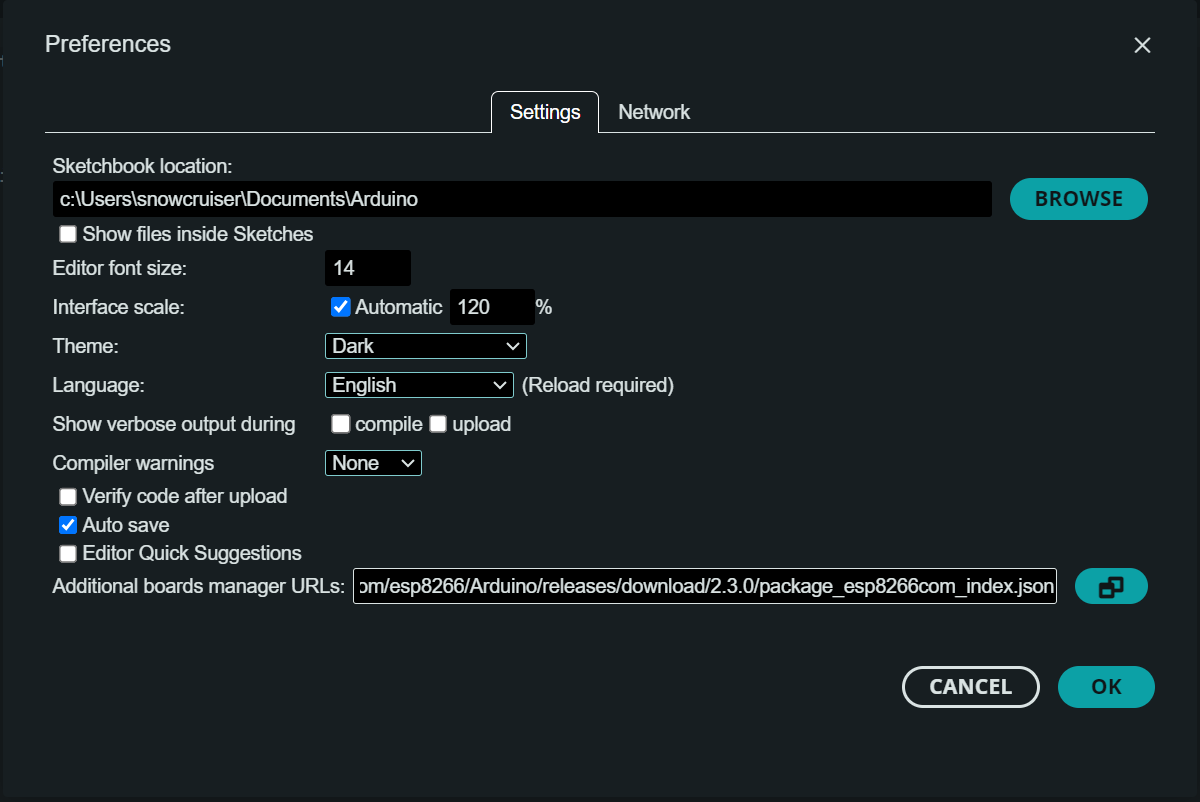 Preferences
Settings Network
Sketchbook location:
c:\Users\snowcruiser\Documents\Arduino
BROWSE
Show files inside Sketches
Editor font size: 14
Interface scale: Automatic 120 %
Theme: Dark
Language: English (Reload required)
Show verbose output during compile upload
Compiler warnings None
Verify code after upload
Auto save
Editor Quick Suggestions
Additional boards manager URLs: om/esp8266/Arduino/releases/download/2.3.0/package_esp8266com_index.json
CANCEL OK